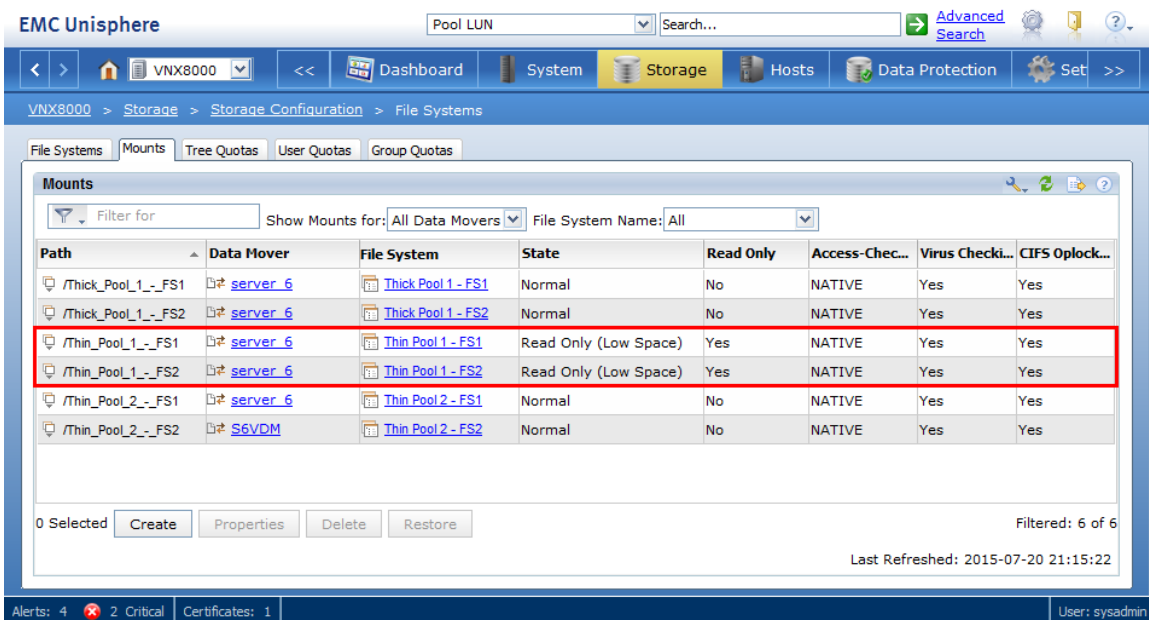 EMC Unisphere
Pool LUN Search... Advanced Search
VNX8000 << Dashboard System Storage Hosts Data Protection Set >>
VNX8000 > Storage > Storage Configuration > File Systems
File Systems Mounts Tree Quotas User Quotas Group Quotas
Mounts
Filter for Show Mounts for: All Data Movers File System Name: All
Path Data Mover File System State Read Only Access-Chec... Virus Checki... CIFS Oplock...
/Thick_Pool_1_-_FS1 server_6 Thick Pool 1 - FS1 Normal No NATIVE Yes Yes
/Thick_Pool_1_-_FS2 server_6 Thick Pool 1 - FS2 Normal No NATIVE Yes Yes
/Thin_Pool_1_-_FS1 server_6 Thin Pool 1 - FS1 Read Only (Low Space) Yes NATIVE Yes Yes
/Thin_Pool_1_-_FS2 server_6 Thin Pool 1 - FS2 Read Only (Low Space) Yes NATIVE Yes Yes
/Thin_Pool_2_-_FS1 server_6 Thin Pool 2 - FS1 Normal No NATIVE Yes Yes
/Thin_Pool_2_-_FS2 S6VDM Thin Pool 2 - FS2 Normal No NATIVE Yes Yes
0 Selected Create Properties Delete Restore Filtered: 6 of 6
Last Refreshed: 2015-07-20 21:15:22
Alerts: 4 2 Critical Certificates: 1 User: sysadmin